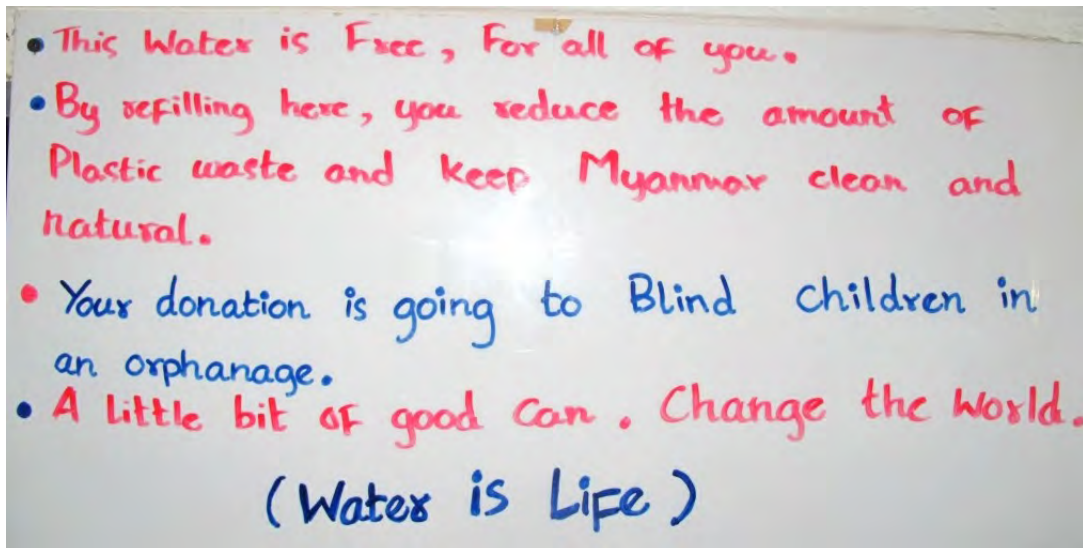 • This Water is Free, For all of you.
• By refilling here, you reduce the amount of
Plastic waste and keep Myanmar clean and
natural.
• Your donation is going to Blind children in
an orphanage.
• A Little bit of good Can. Change the World.
(Water is Life)